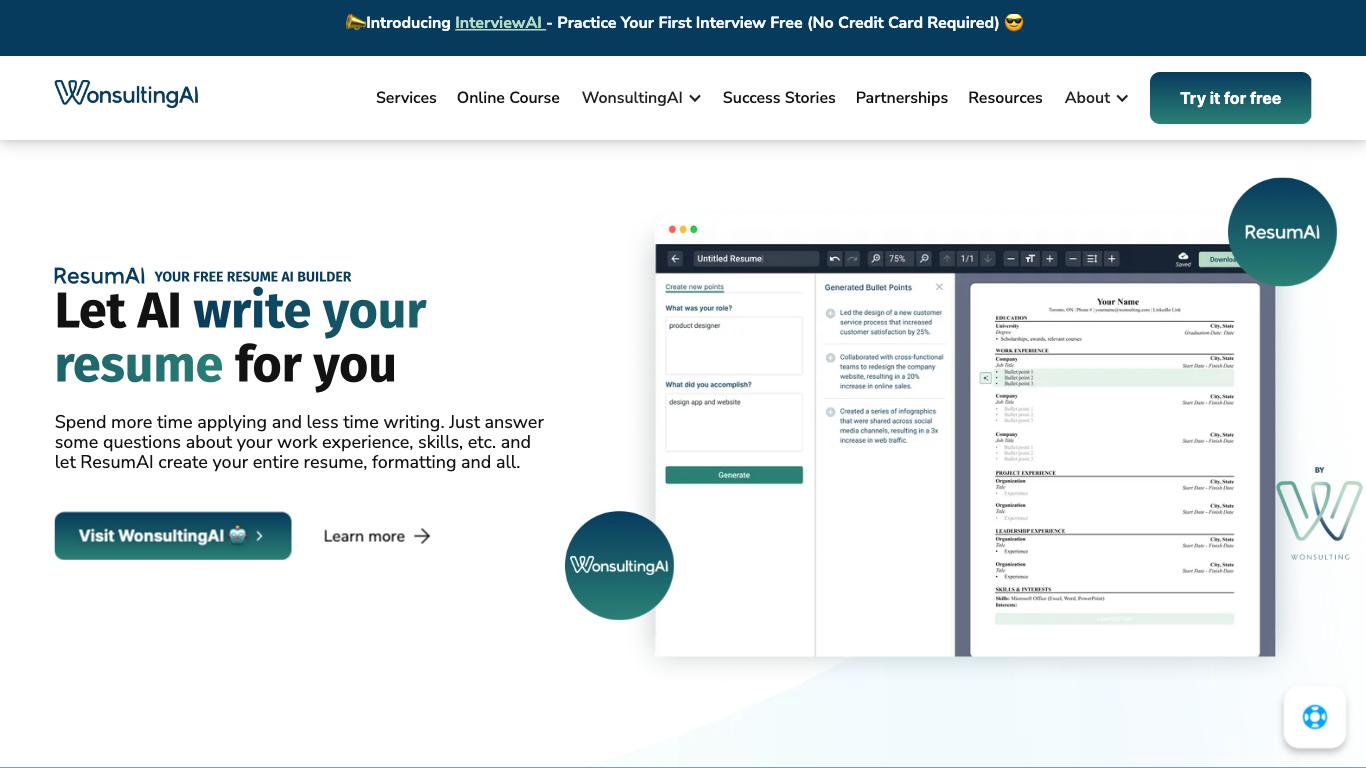 📣Introducing InterviewAI - Practice Your First Interview Free (No Credit Card Required) 😎
WonsultingAI
Services
Online Course
WonsultingAI
Success Stories
Partnerships
Resources
About
Try it for free
ResumAI YOUR FREE RESUME AI BUILDER
Let AI write your
resume for you
Spend more time applying and less time writing. Just answer
some questions about your work experience, skills, etc. and
let ResumAI create your entire resume, formatting and all.
Visit WonsultingAI 🤖 >
Learn more →
ResumAI
Untitled Resume
75%
1/1
Saved
Create new points
What was your role?
product designer
What did you accomplish?
design app and website
Generate
Generated Bullet Points
Led the design of a new customer
service process that increased
customer satisfaction by 25%.
Collaborated with cross-functional
teams to redesign the company
website, resulting in a 20%
increase in online sales.
Created a series of infographics
that were shared across social
media channels, resulting in a 3x
increase in web traffic.
Your Name
Toronto, ON | Phone # | yourname@wonsulting.com | LinkedIn Link
EDUCATION
University City, State
Degree Graduation Date: Date
• Scholarships, awards, relevant courses
WORK EXPERIENCE
Company City, State
Job Title Start Date - Finish Date
• Bullet point 1
• Bullet point 2
• Bullet point 3
Company City, State
Job Title Start Date - Finish Date
• Bullet point 1
• Bullet point 2
• Bullet point 3
Company City, State
Job Title Start Date - Finish Date
• Bullet point 1
• Bullet point 2
• Bullet point 3
PROJECT EXPERIENCE
Organization City, State
Title Start Date - Finish Date
• Experience
Organization City, State
Title Start Date - Finish Date
LEADERSHIP EXPERIENCE
Organization City, State
Title Start Date - Finish Date
• Experience
Organization City, State
Title Start Date - Finish Date
• Experience
SKILLS & INTERESTS
Skills: Microsoft Office (Excel, Word, PowerPoint)
Interests:
WonsultingAI
BY
WONSULTING